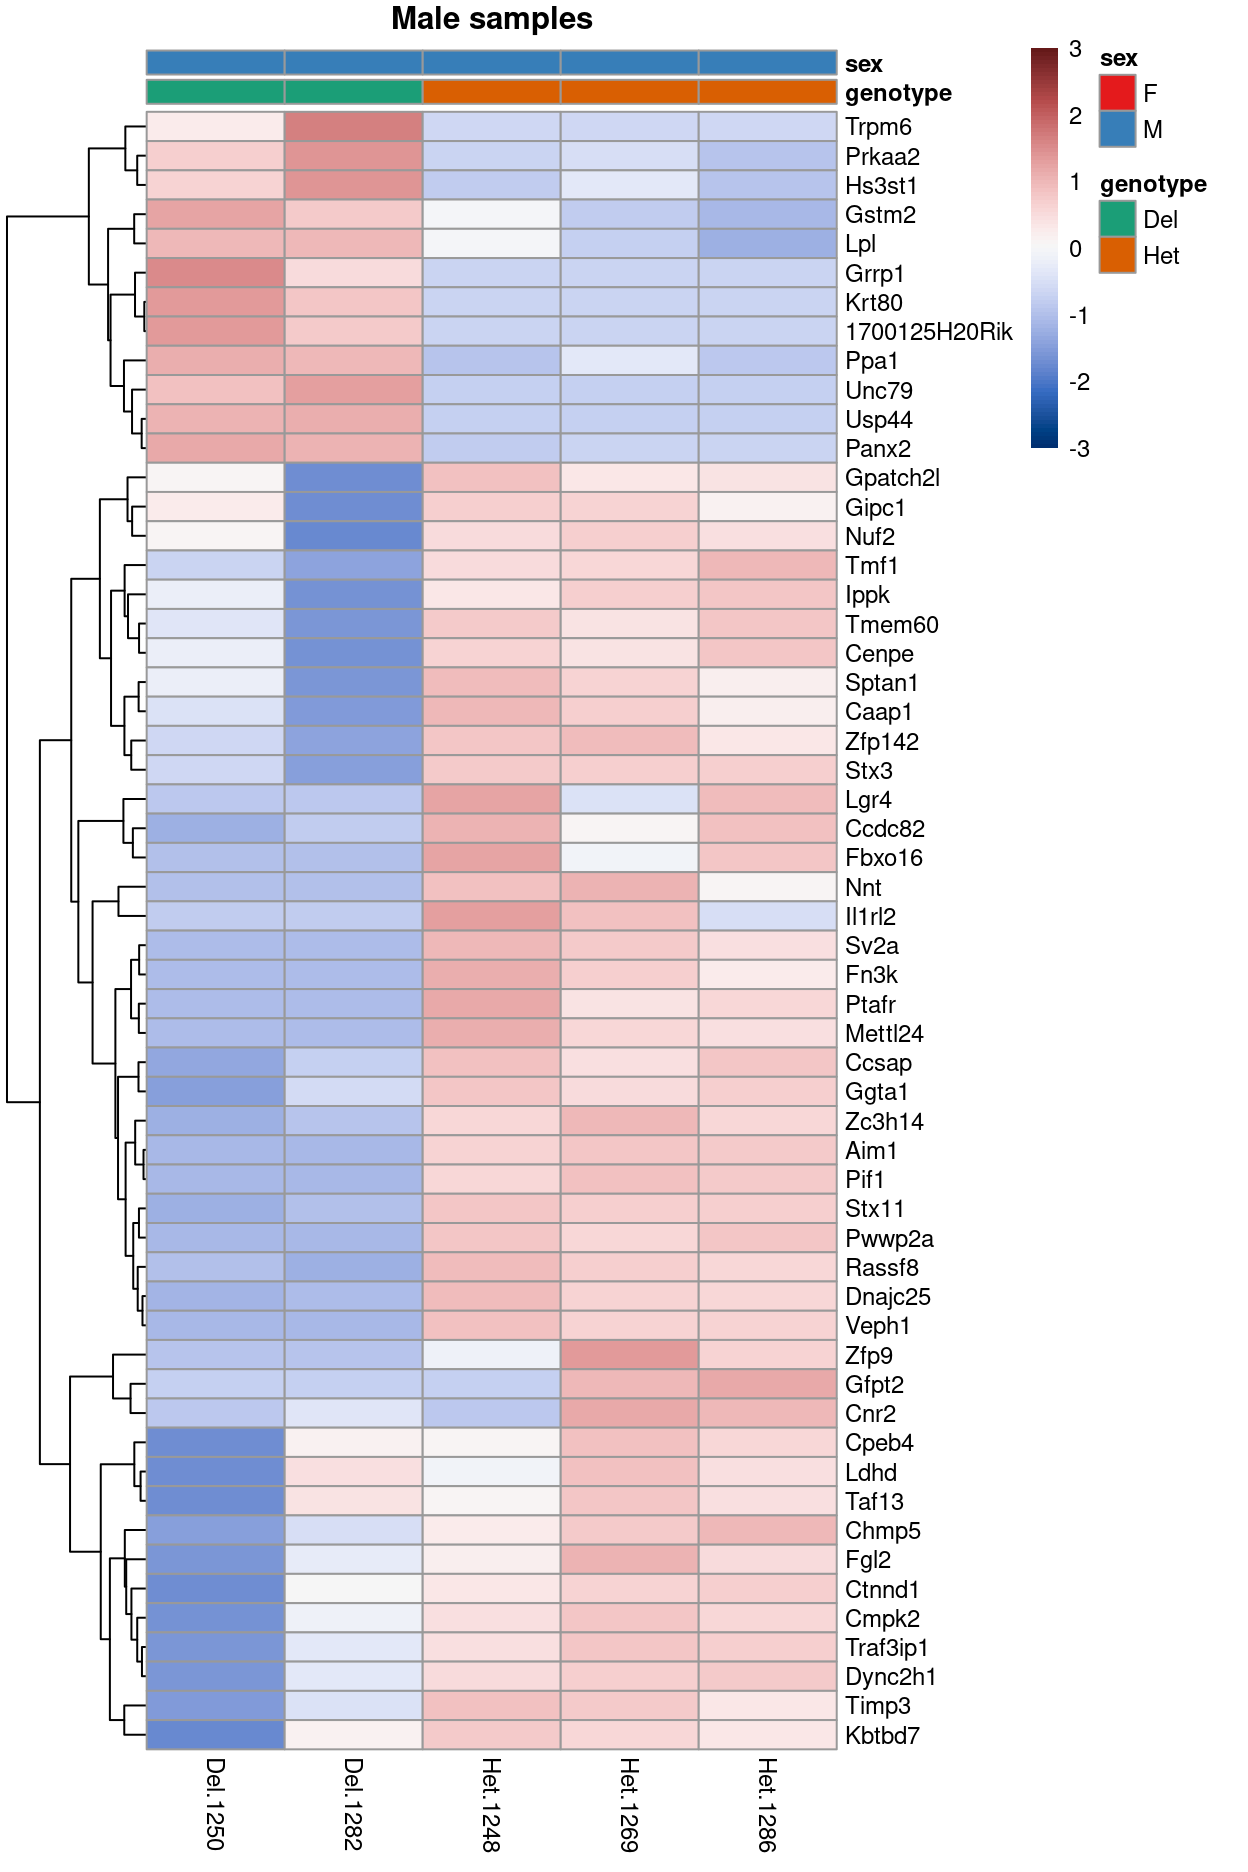 Male samples
sex
genotype
Trpm6
Prkaa2
Hs3st1
Gstm2
Lpl
Grrp1
Krt80
1700125H20Rik
Ppa1
Unc79
Usp44
Panx2
Gpatch2l
Gipc1
Nuf2
Tmf1
Ippk
Tmem60
Cenpe
Sptan1
Caap1
Zfp142
Stx3
Lgr4
Ccdc82
Fbxo16
Nnt
Il1rl2
Sv2a
Fn3k
Ptafr
Mettl24
Ccsap
Ggta1
Zc3h14
Aim1
Pif1
Stx11
Pwwp2a
Rassf8
Dnajc25
Veph1
Zfp9
Gfpt2
Cnr2
Cpeb4
Ldhd
Taf13
Chmp5
Fgl2
Ctnnd1
Cmpk2
Traf3ip1
Dync2h1
Timp3
Kbtbd7
Del.1250
Del.1282
Het.1248
Het.1269
Het.1286
3
2
1
0
-1
-2
-3
sex
F
M
genotype
Del
Het